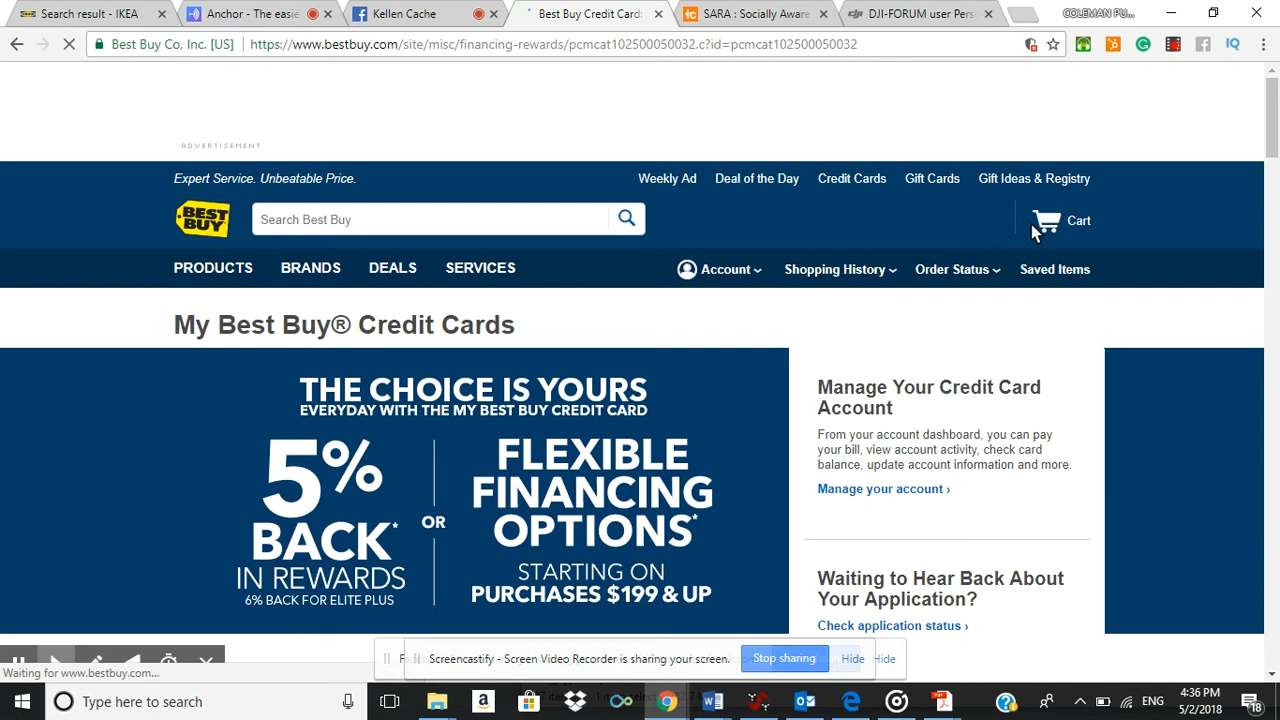 Search result - IKEA
Anchor - The easie
Kellen Cache
Best Buy Credit Card
SARA : Socially Aware
DJI-FORUM user Pers
COLEMAN PU...
Best Buy Co, Inc. [US]
https://www.bestbuy.com/site/misc/financing-rewards/pcmcat102500050032.c?id=pcmcat102500050032
ADVERTISEMENT
Expert Service. Unbeatable Price.
Weekly Ad
Deal of the Day
Credit Cards
Gift Cards
Gift Ideas & Registry
BEST BUY
Search Best Buy
Cart
PRODUCTS
BRANDS
DEALS
SERVICES
Account
Shopping History
Order Status
Saved Items
My Best Buy® Credit Cards
THE CHOICE IS YOURS
EVERYDAY WITH THE MY BEST BUY CREDIT CARD
5%
BACK*
IN REWARDS
6% BACK FOR ELITE PLUS
OR
FLEXIBLE
FINANCING
OPTIONS*
STARTING ON
PURCHASES $199 & UP
Manage Your Credit Card
Account
From your account dashboard, you can pay
your bill, view account activity, check card
balance, update account information and more.
Manage your account ›
Waiting to Hear Back About
Your Application?
Check application status ›
Screencastify - Screen Video Recorder is sharing your screen.
Stop sharing
Hide
Hide
Waiting for www.bestbuy.com...
Type here to search
ENG
4:36 PM
5/2/2018
18